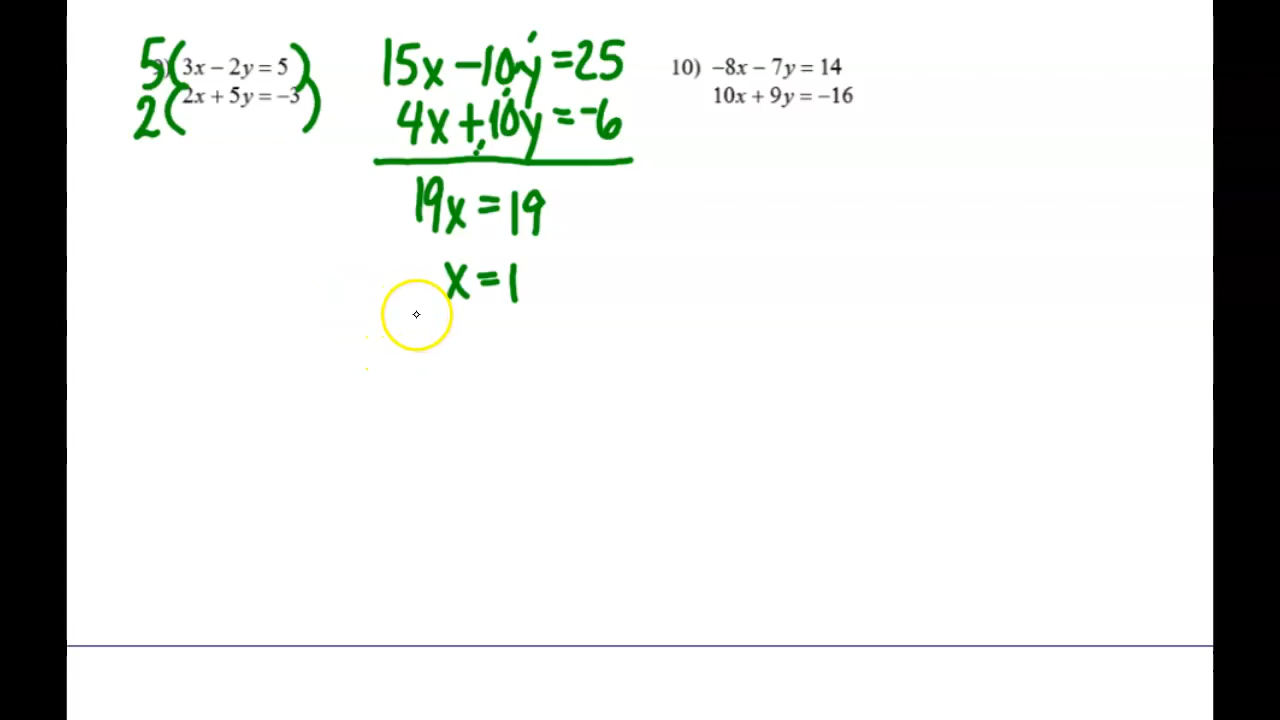 5( 3x − 2y = 5 )
2( 2x + 5y = −3 )
15x − 10y = 25
4x + 10y = -6
19x = 19
x = 1
10) −8x − 7y = 14
10x + 9y = −16